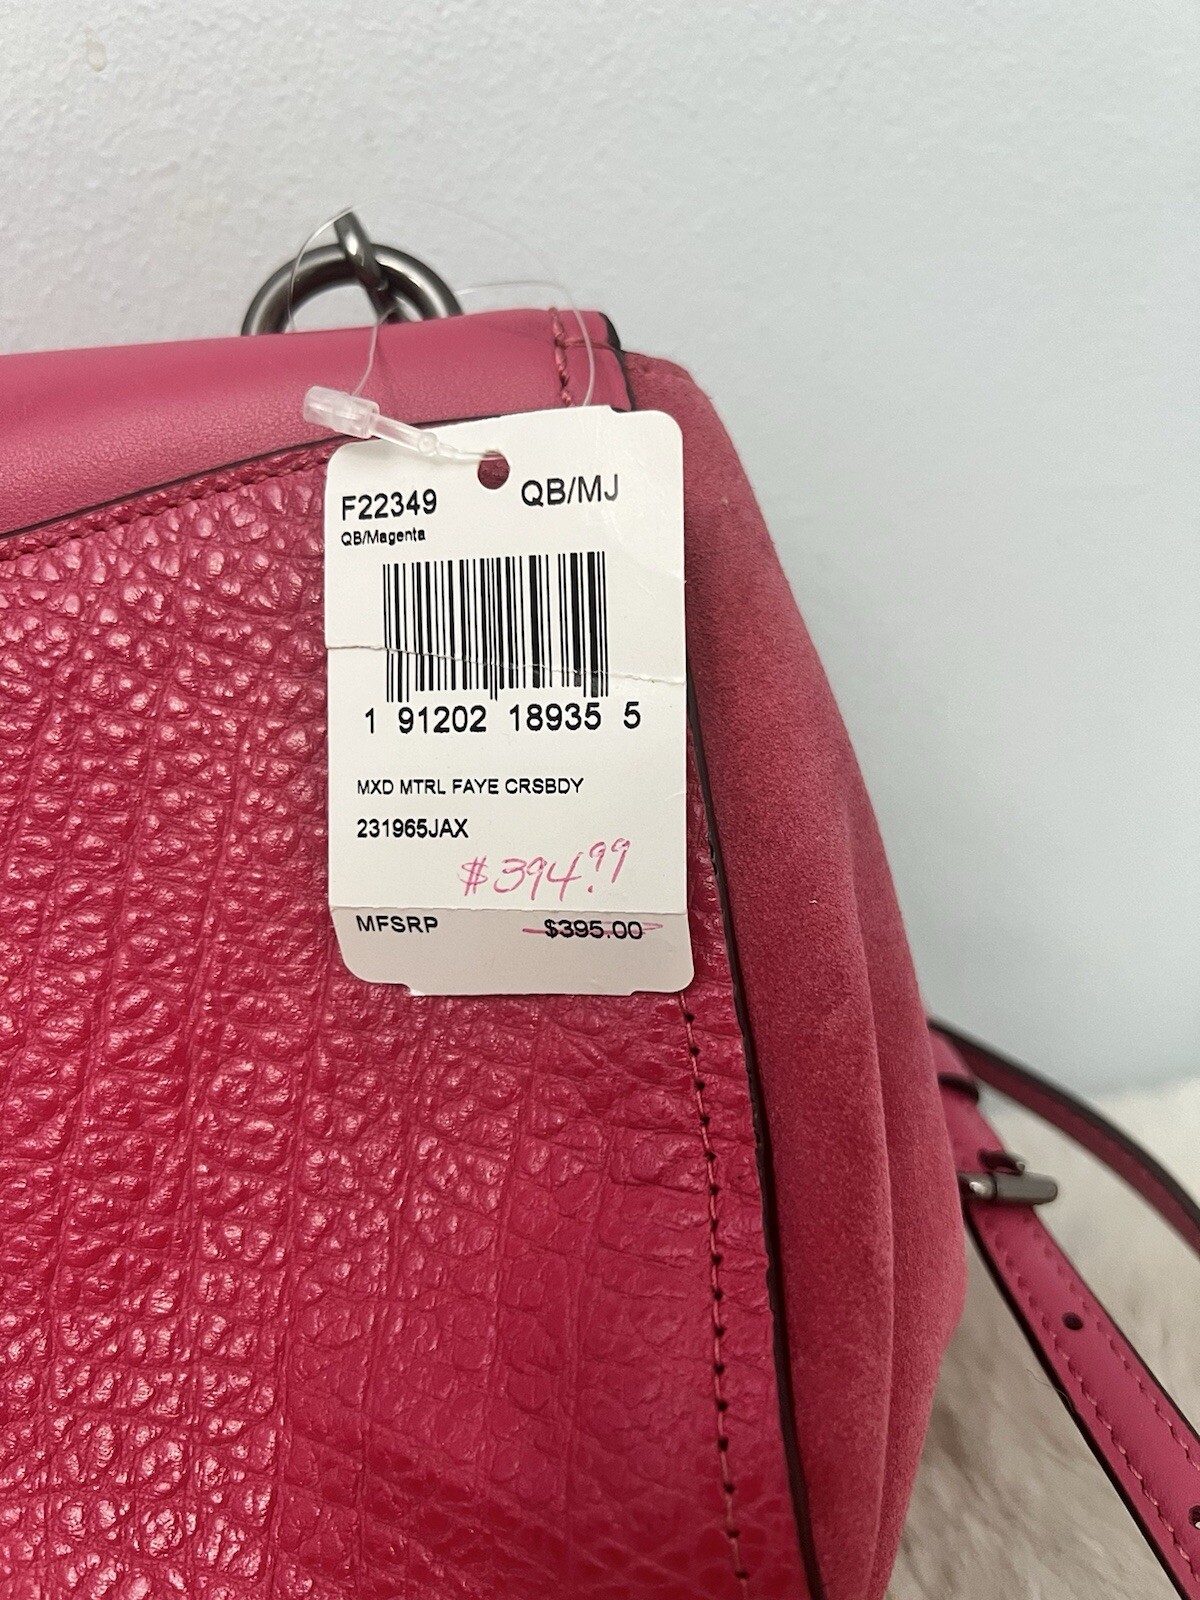 F22349 QB/MJ
QB/Magenta
1 91202 18935 5
MXD MTRL FAYE CRSBDY
231965JAX
$394.99
MFSRP $395.00